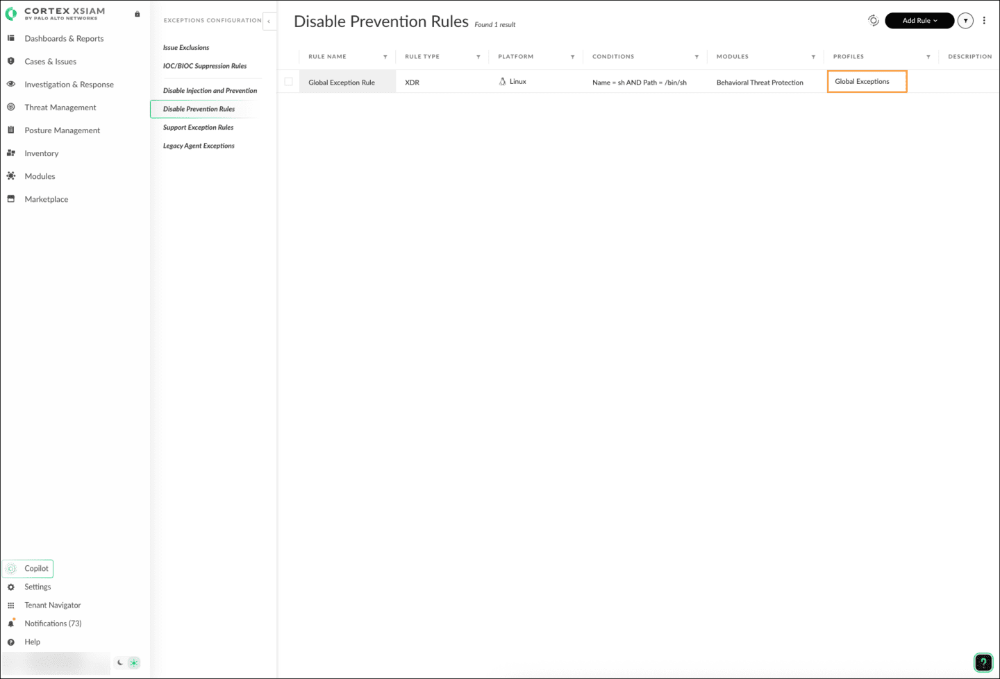 CORTEX XSIAM
BY PALO ALTO NETWORKS
Dashboards & Reports
Cases & Issues
Investigation & Response
Threat Management
Posture Management
Inventory
Modules
Marketplace
Copilot
Settings
Tenant Navigator
Notifications (73)
Help
EXCEPTIONS CONFIGURATION
Issue Exclusions
IOC/BIOC Suppression Rules
Disable Injection and Prevention
Disable Prevention Rules
Support Exception Rules
Legacy Agent Exceptions
Disable Prevention Rules Found 1 result
Add Rule
RULE NAME RULE TYPE PLATFORM CONDITIONS MODULES PROFILES DESCRIPTION
Global Exception Rule XDR Linux Name = sh AND Path = /bin/sh Behavioral Threat Protection Global Exceptions
?